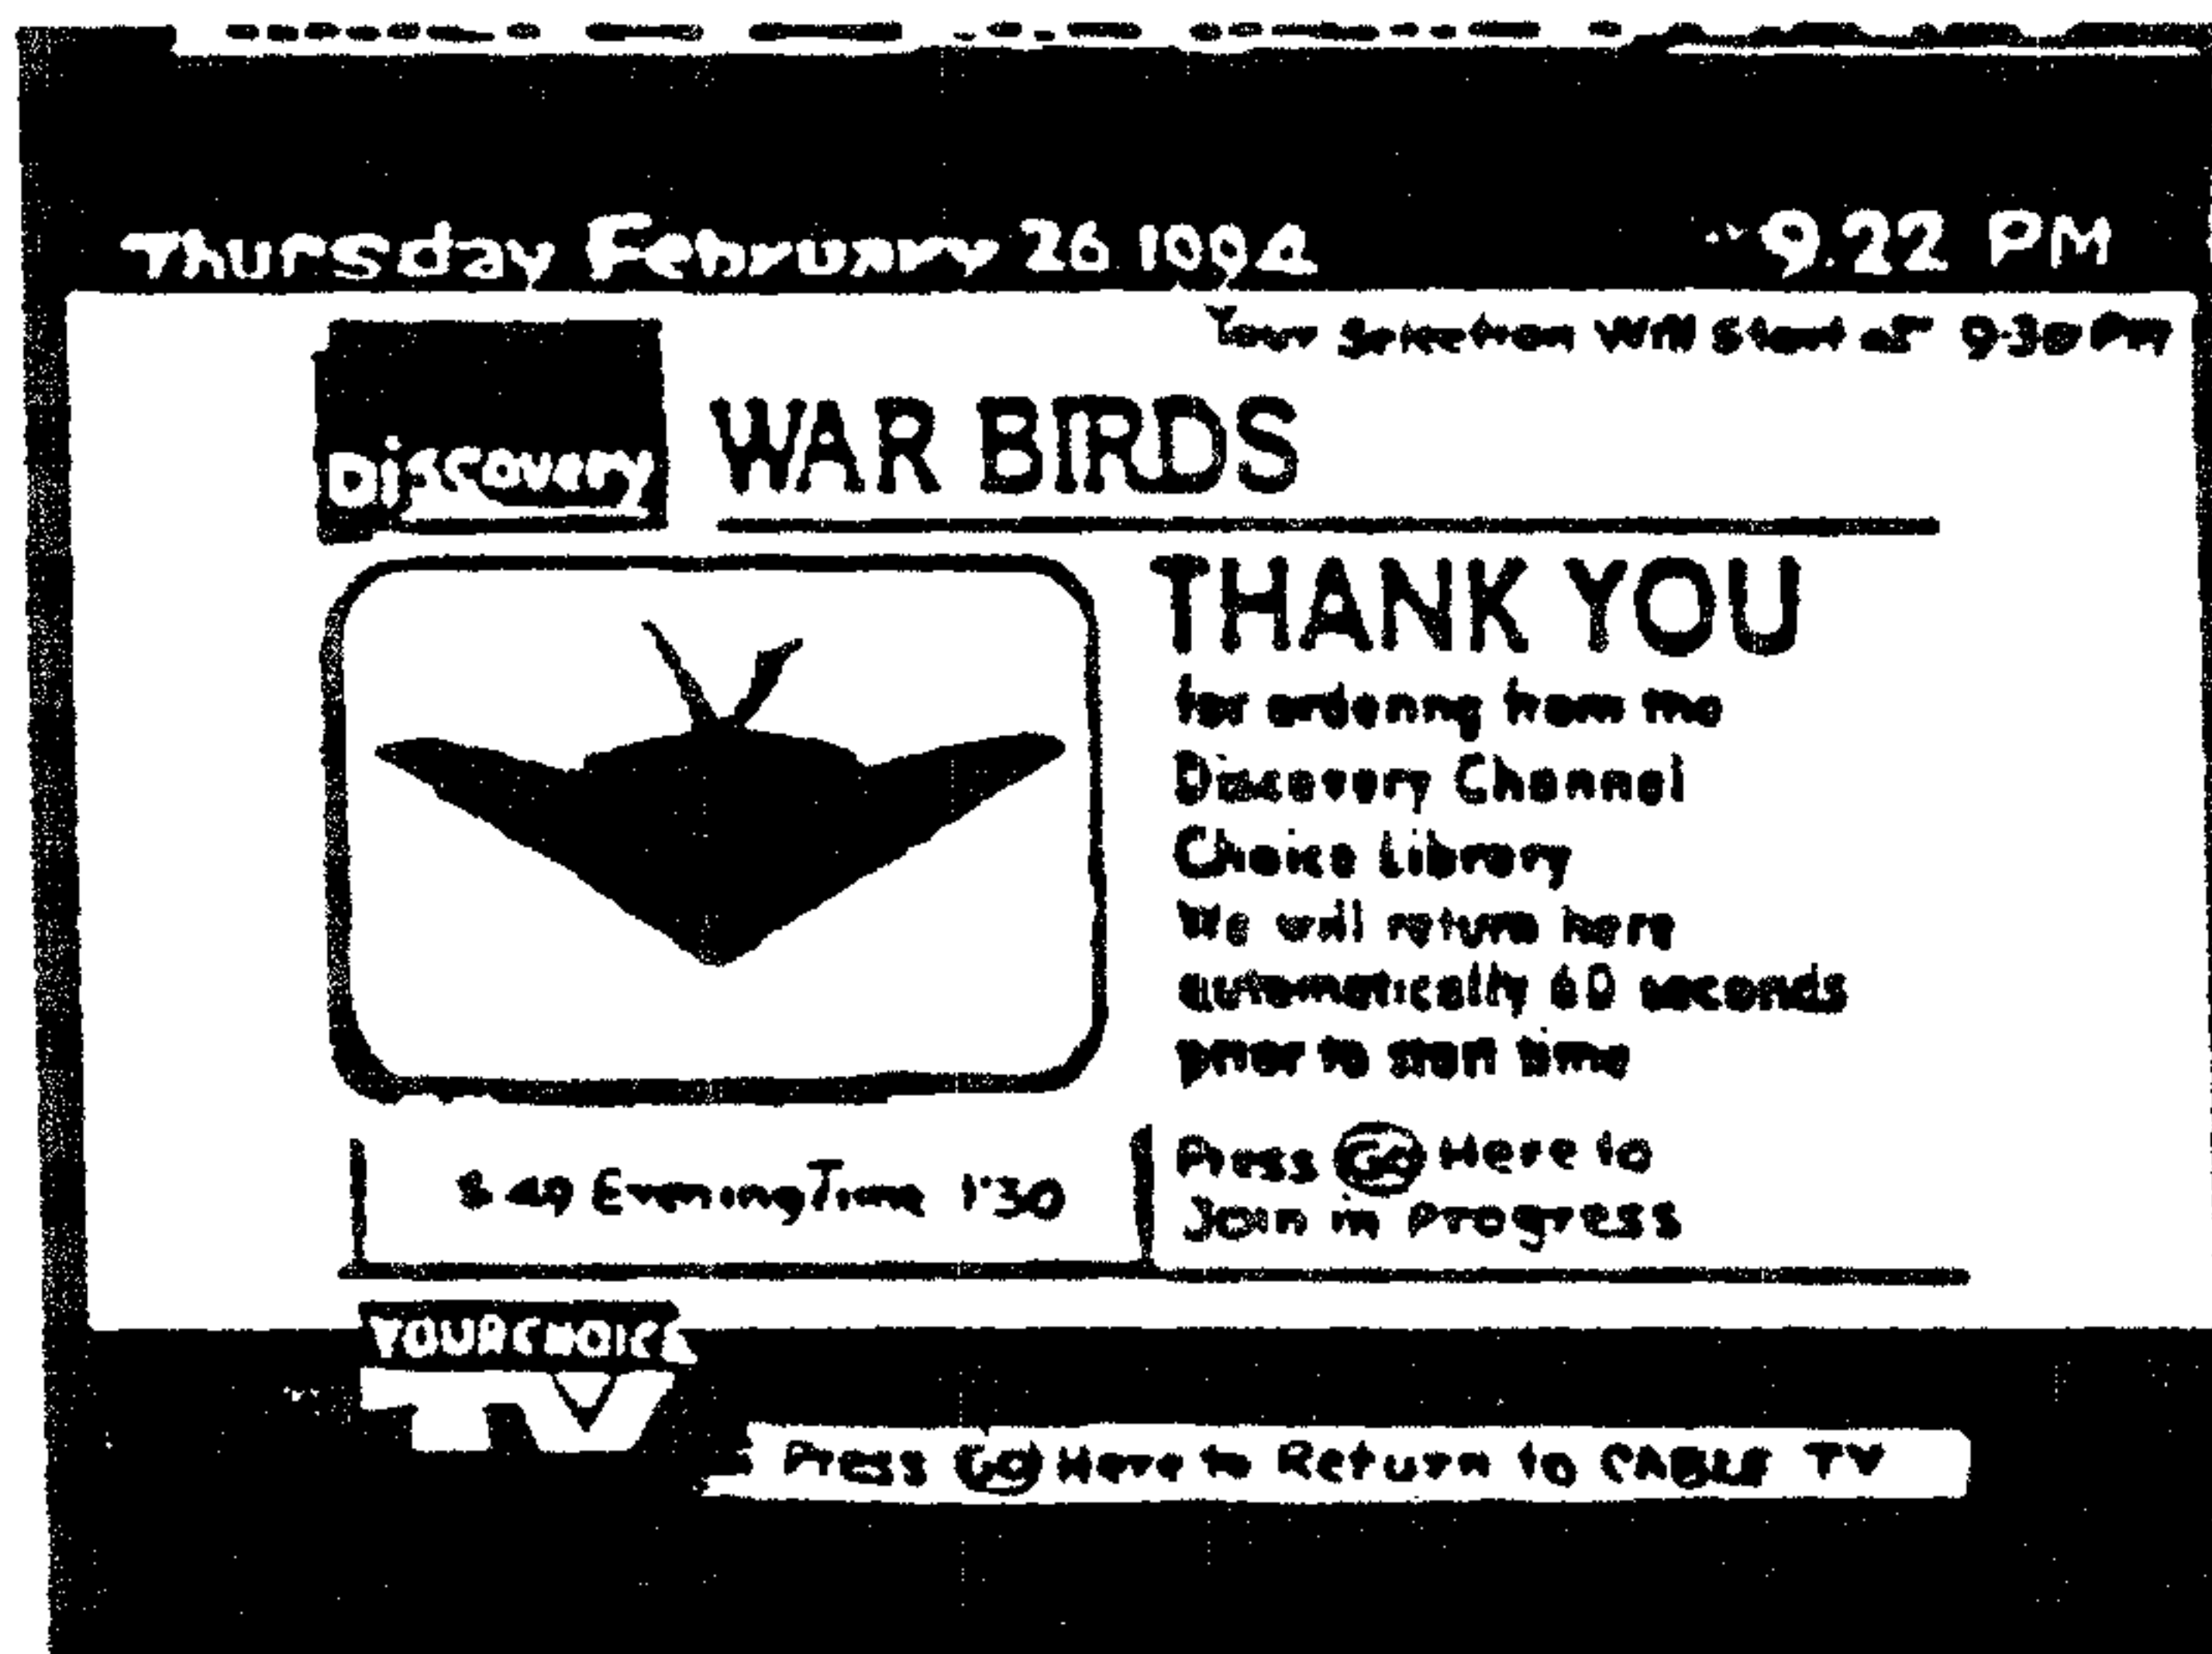 Thursday February 26 1994
9.22 PM
Your Selection Will Start at 9:30 PM
Discovery
WAR BIRDS
THANK YOU
for ordering from the
Discovery Channel
Choice Library
We will return here
automatically 60 seconds
prior to start time
Press GO Here to
Join in Progress
49 Evening Time 1:30
YOUR CHOICE
TV
Press GO Here to Return to CABLE TV